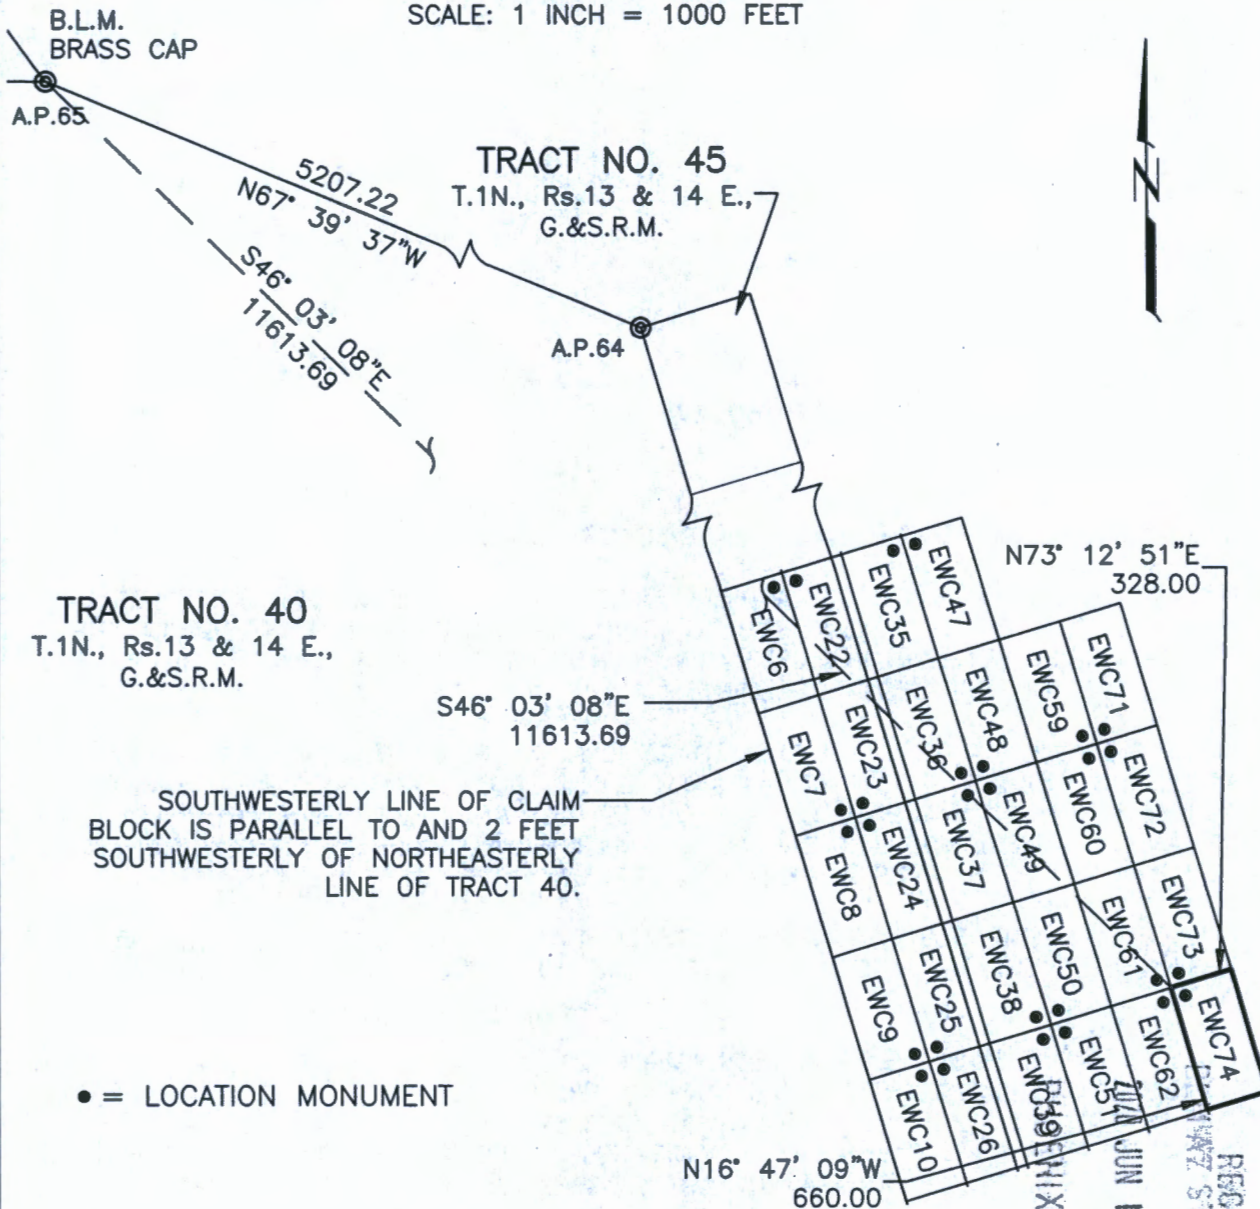 SCALE: 1 INCH = 1000 FEET
B.L.M.
BRASS CAP
A.P.65
5207.22
N67° 39' 37"W
TRACT NO. 45
T.1N., Rs.13 & 14 E.,
G.&S.R.M.
N
S46° 03' 08"E
11613.69
A.P.64
N73° 12' 51"E
328.00
TRACT NO. 40
T.1N., Rs.13 & 14 E.,
G.&S.R.M.
EWC6
EWC22
EWC35
EWC47
S46° 03' 08"E
11613.69
EWC7
EWC23
EWC36
EWC48
EWC59
EWC71
SOUTHWESTERLY LINE OF CLAIM
BLOCK IS PARALLEL TO AND 2 FEET
SOUTHWESTERLY OF NORTHEASTERLY
LINE OF TRACT 40.
EWC8
EWC24
EWC37
EWC49
EWC60
EWC72
EWC9
EWC25
EWC38
EWC50
EWC61
EWC73
EWC10
EWC26
EWC39
EWC51
EWC62
EWC74
● = LOCATION MONUMENT
N16° 47' 09"W
660.00
JUN